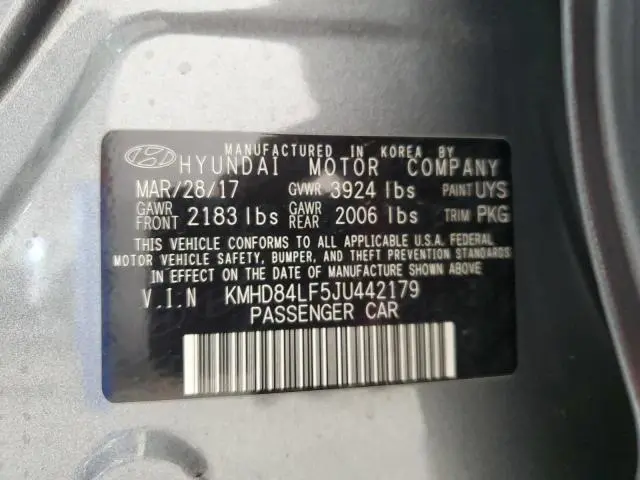 MANUFACTURED IN KOREA BY
HYUNDAI MOTOR COMPANY
MAR/28/17 GVWR 3924 lbs PAINT UYS
GAWR FRONT 2183 lbs GAWR REAR 2006 lbs TRIM PKG
THIS VEHICLE CONFORMS TO ALL APPLICABLE U.S.A. FEDERAL
MOTOR VEHICLE SAFETY, BUMPER, AND THEFT PREVENTION STANDARDS
IN EFFECT ON THE DATE OF MANUFACTURE SHOWN ABOVE.
V.I.N KMHD84LF5JU442179
PASSENGER CAR